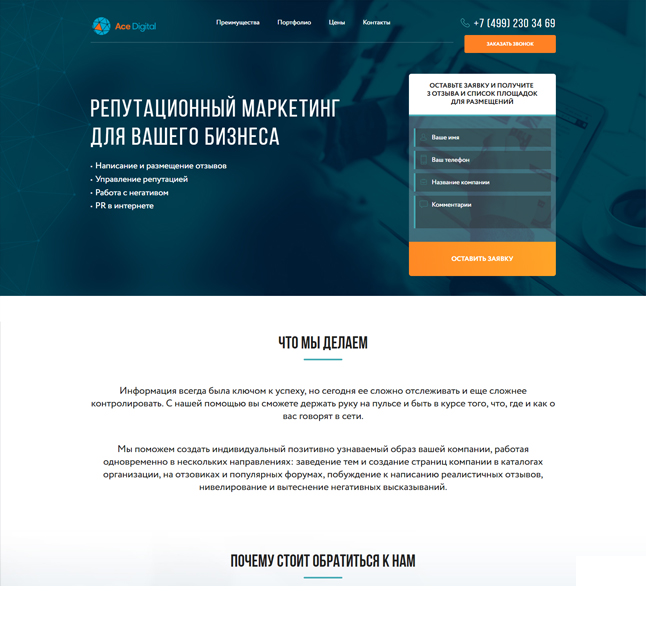 Ace Digital
Преимущества Портфолио Цены Контакты
+7 (499) 230 34 69
ЗАКАЗАТЬ ЗВОНОК
РЕПУТАЦИОННЫЙ МАРКЕТИНГ
ДЛЯ ВАШЕГО БИЗНЕСА
• Написание и размещение отзывов
• Управление репутацией
• Работа с негативом
• PR в интернете
ОСТАВЬТЕ ЗАЯВКУ И ПОЛУЧИТЕ
3 ОТЗЫВА И СПИСОК ПЛОЩАДОК
ДЛЯ РАЗМЕЩЕНИЙ
Ваше имя
Ваш телефон
Название компании
Комментарии
ОСТАВИТЬ ЗАЯВКУ
ЧТО МЫ ДЕЛАЕМ
Информация всегда была ключом к успеху, но сегодня ее сложно отслеживать и еще сложнее
контролировать. С нашей помощью вы сможете держать руку на пульсе и быть в курсе того, что, где и как о
вас говорят в сети.
Мы поможем создать индивидуальный позитивно узнаваемый образ вашей компании, работая
одновременно в нескольких направлениях: заведение тем и создание страниц компании в каталогах
организации, на отзовиках и популярных форумах, побуждение к написанию реалистичных отзывов,
нивелирование и вытеснение негативных высказываний.
ПОЧЕМУ СТОИТ ОБРАТИТЬСЯ К НАМ